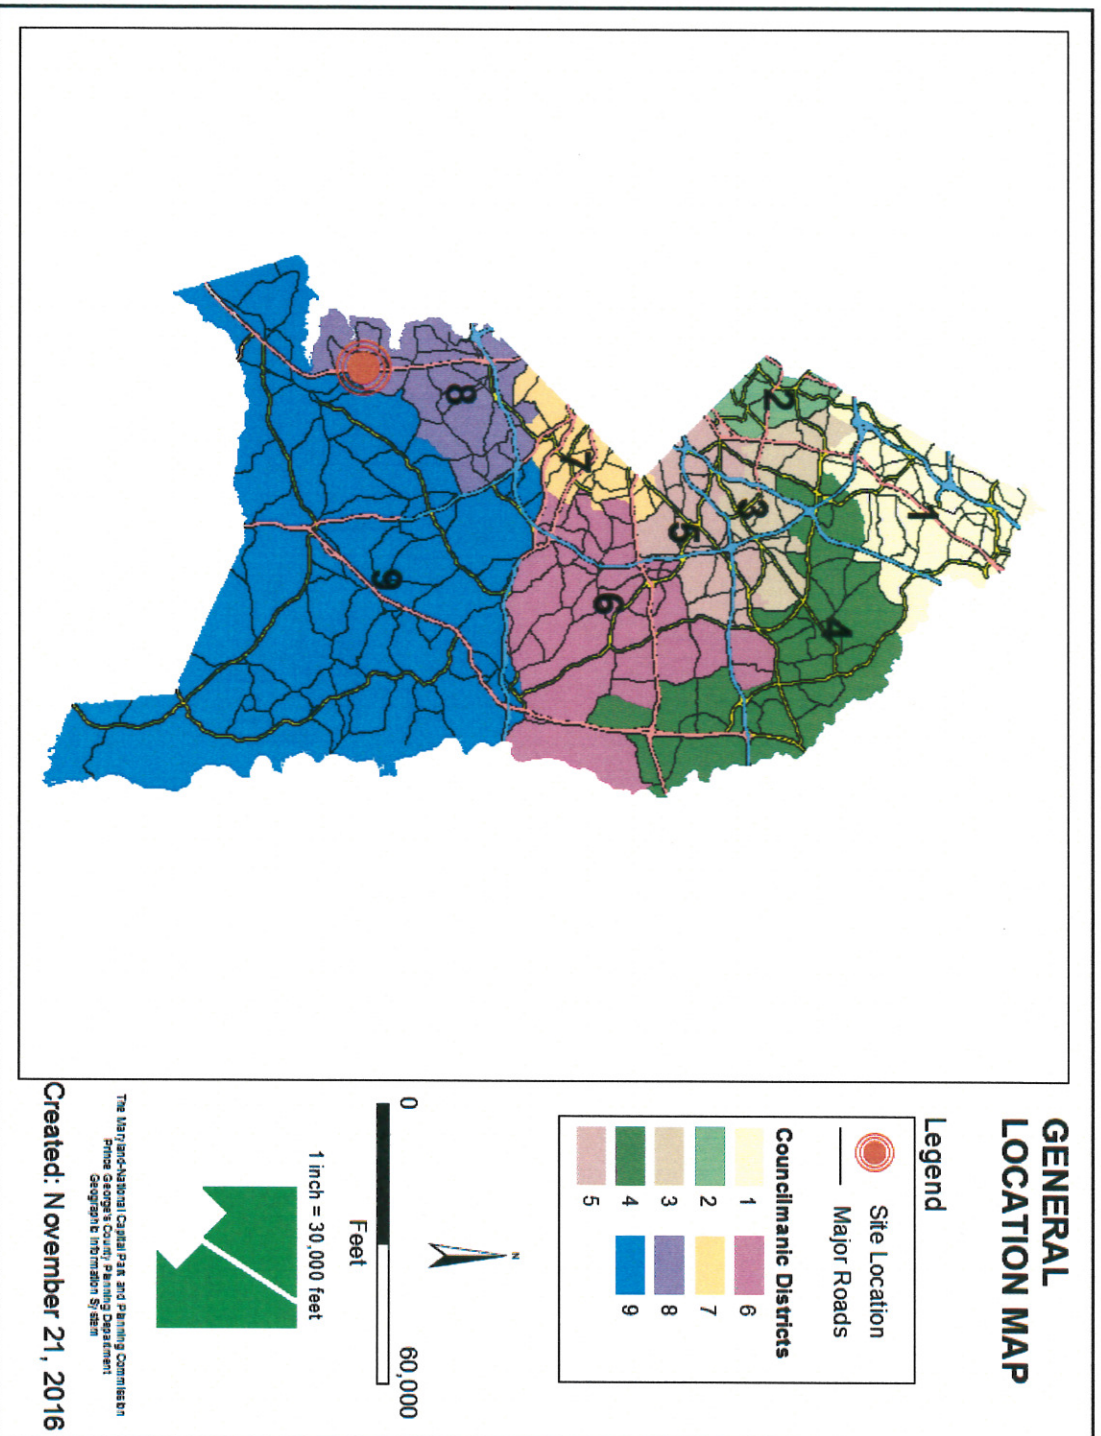 GENERAL
LOCATION MAP
Legend
Site Location
Major Roads
Councilmanic Districts
1
2
3
4
5
6
7
8
9
N
0
60,000
Feet
1 inch = 30,000 feet
The Maryland-National Capital Park and Planning Commission
Prince George's County Planning Department
Geographic Information System
Created: November 21, 2016
1
2
3
4
5
6
7
8
9